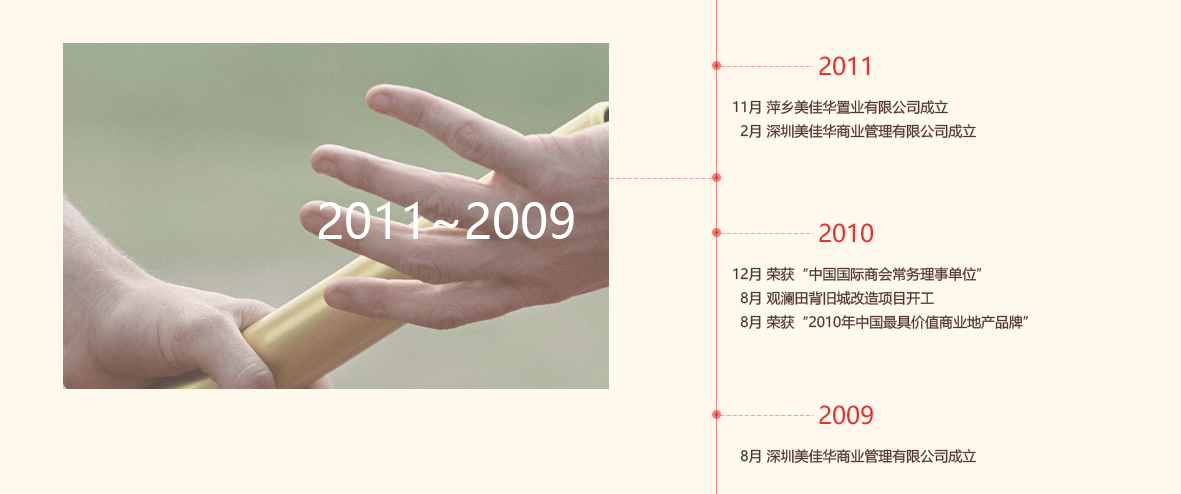 2011~2009
2011
11月 萍乡美佳华置业有限公司成立
2月 深圳美佳华商业管理有限公司成立
2010
12月 荣获“中国国际商会常务理事单位”
8月 观澜田背旧城改造项目开工
8月 荣获“2010年中国最具价值商业地产品牌”
2009
8月 深圳美佳华商业管理有限公司成立